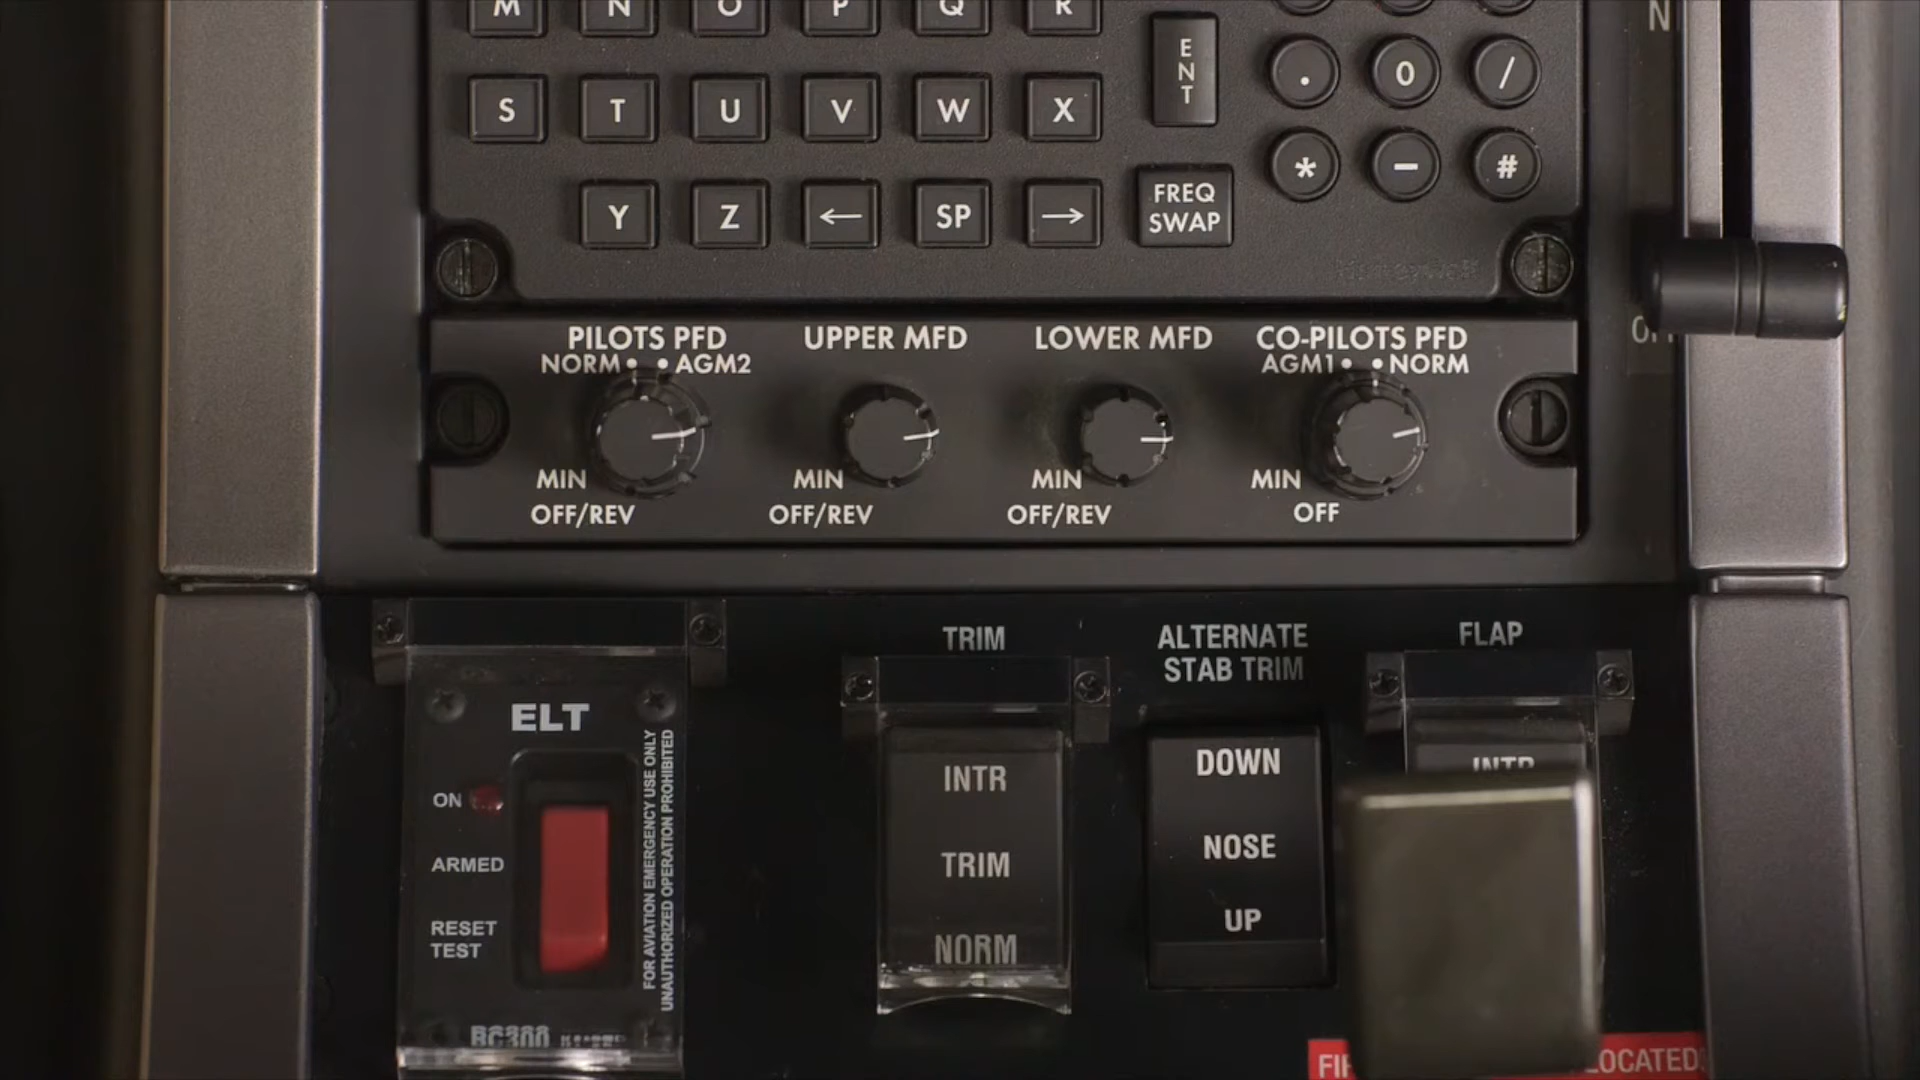 M N O P Q R
ENT
. 0 /
S T U V W X
* - #
Y Z ← SP → FREQ SWAP
PILOTS PFD
NORM • • AGM2
UPPER MFD
LOWER MFD
CO-PILOTS PFD
AGM1 • • NORM
MIN
OFF/REV
MIN
OFF/REV
MIN
OFF/REV
MIN
OFF
ELT
ON
ARMED
RESET
TEST
FOR AVIATION EMERGENCY USE ONLY
UNAUTHORIZED OPERATION PROHIBITED
TRIM
INTR
TRIM
NORM
ALTERNATE
STAB TRIM
DOWN
NOSE
UP
FLAP
INTR